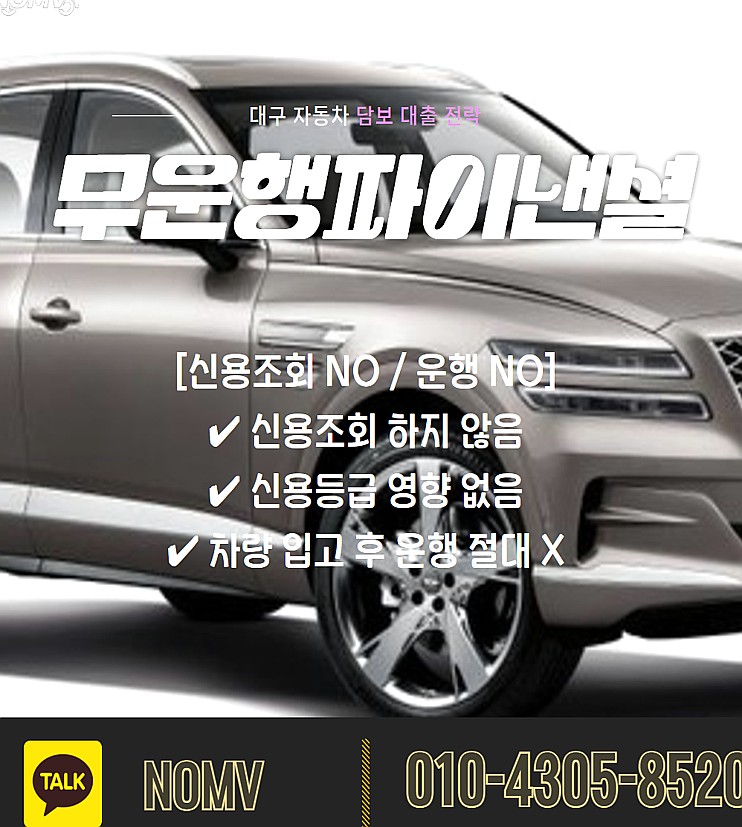 NOMV
대구 자동차 담보 대출 전략
무운행파이낸셜
[신용조회 NO / 운행 NO]
✔ 신용조회 하지 않음
✔ 신용등급 영향 없음
✔ 차량 입고 후 운행 절대 X
TALK
NOMV
010-4305-8520